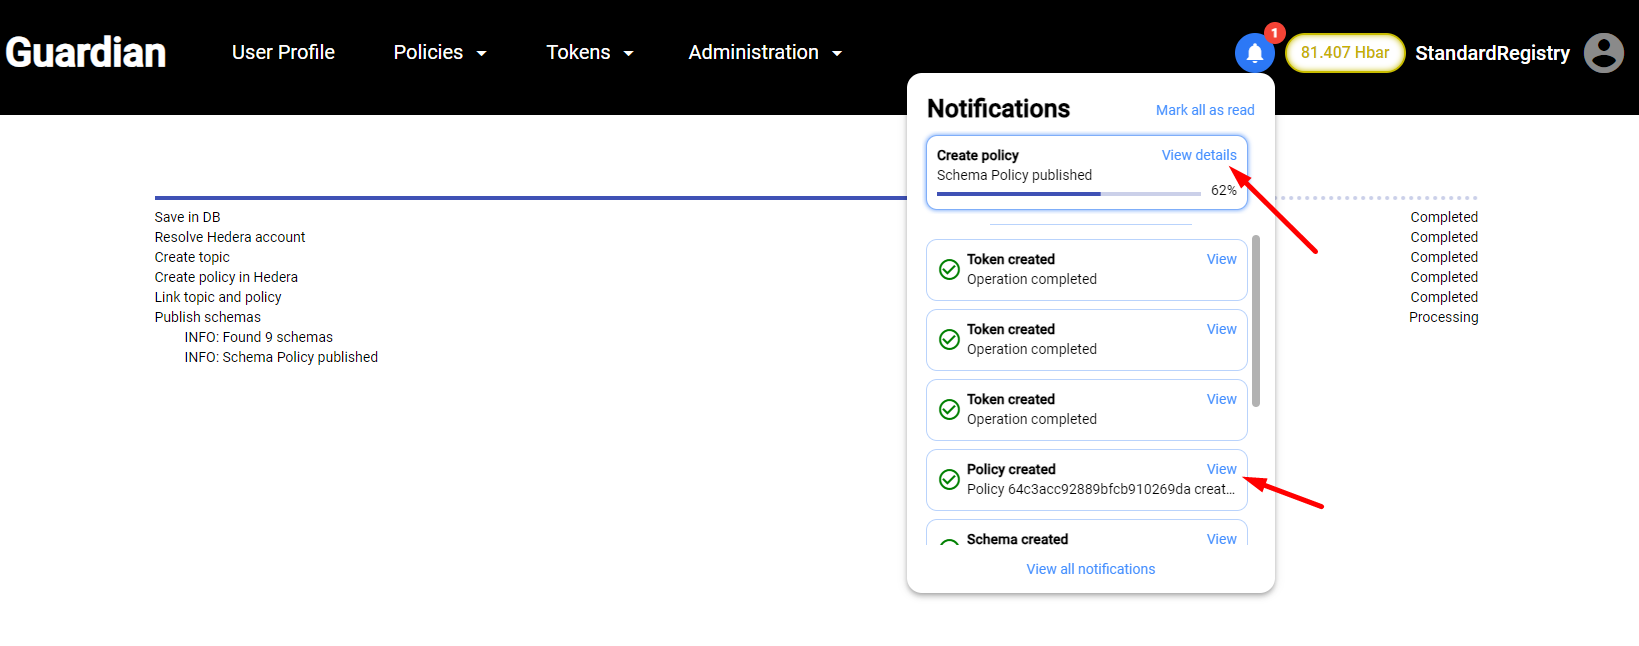 Guardian
User Profile
Policies
Tokens
Administration
1
81.407 Hbar
StandardRegistry
Notifications
Mark all as read
Create policy
View details
Schema Policy published
62%
Token created
View
Operation completed
Token created
View
Operation completed
Token created
View
Operation completed
Policy created
View
Policy 64c3acc92889bfcb910269da creat...
Schema created
View
View all notifications
Save in DB
Completed
Resolve Hedera account
Completed
Create topic
Completed
Create policy in Hedera
Completed
Link topic and policy
Completed
Publish schemas
Processing
INFO: Found 9 schemas
INFO: Schema Policy published